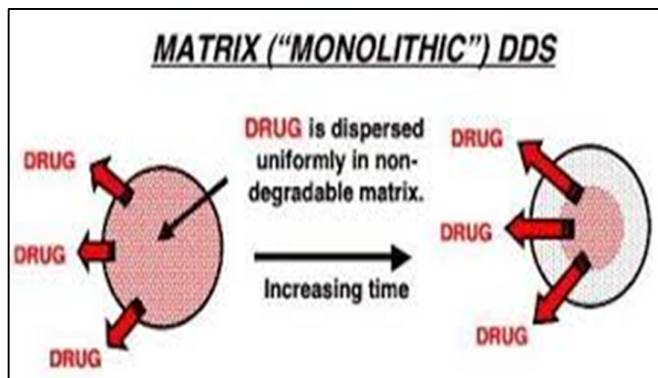 MATRIX ("MONOLITHIC") DDS
DRUG is dispersed
uniformly in non-
degradable matrix.
DRUG
DRUG
DRUG
Increasing time
DRUG
DRUG
DRUG